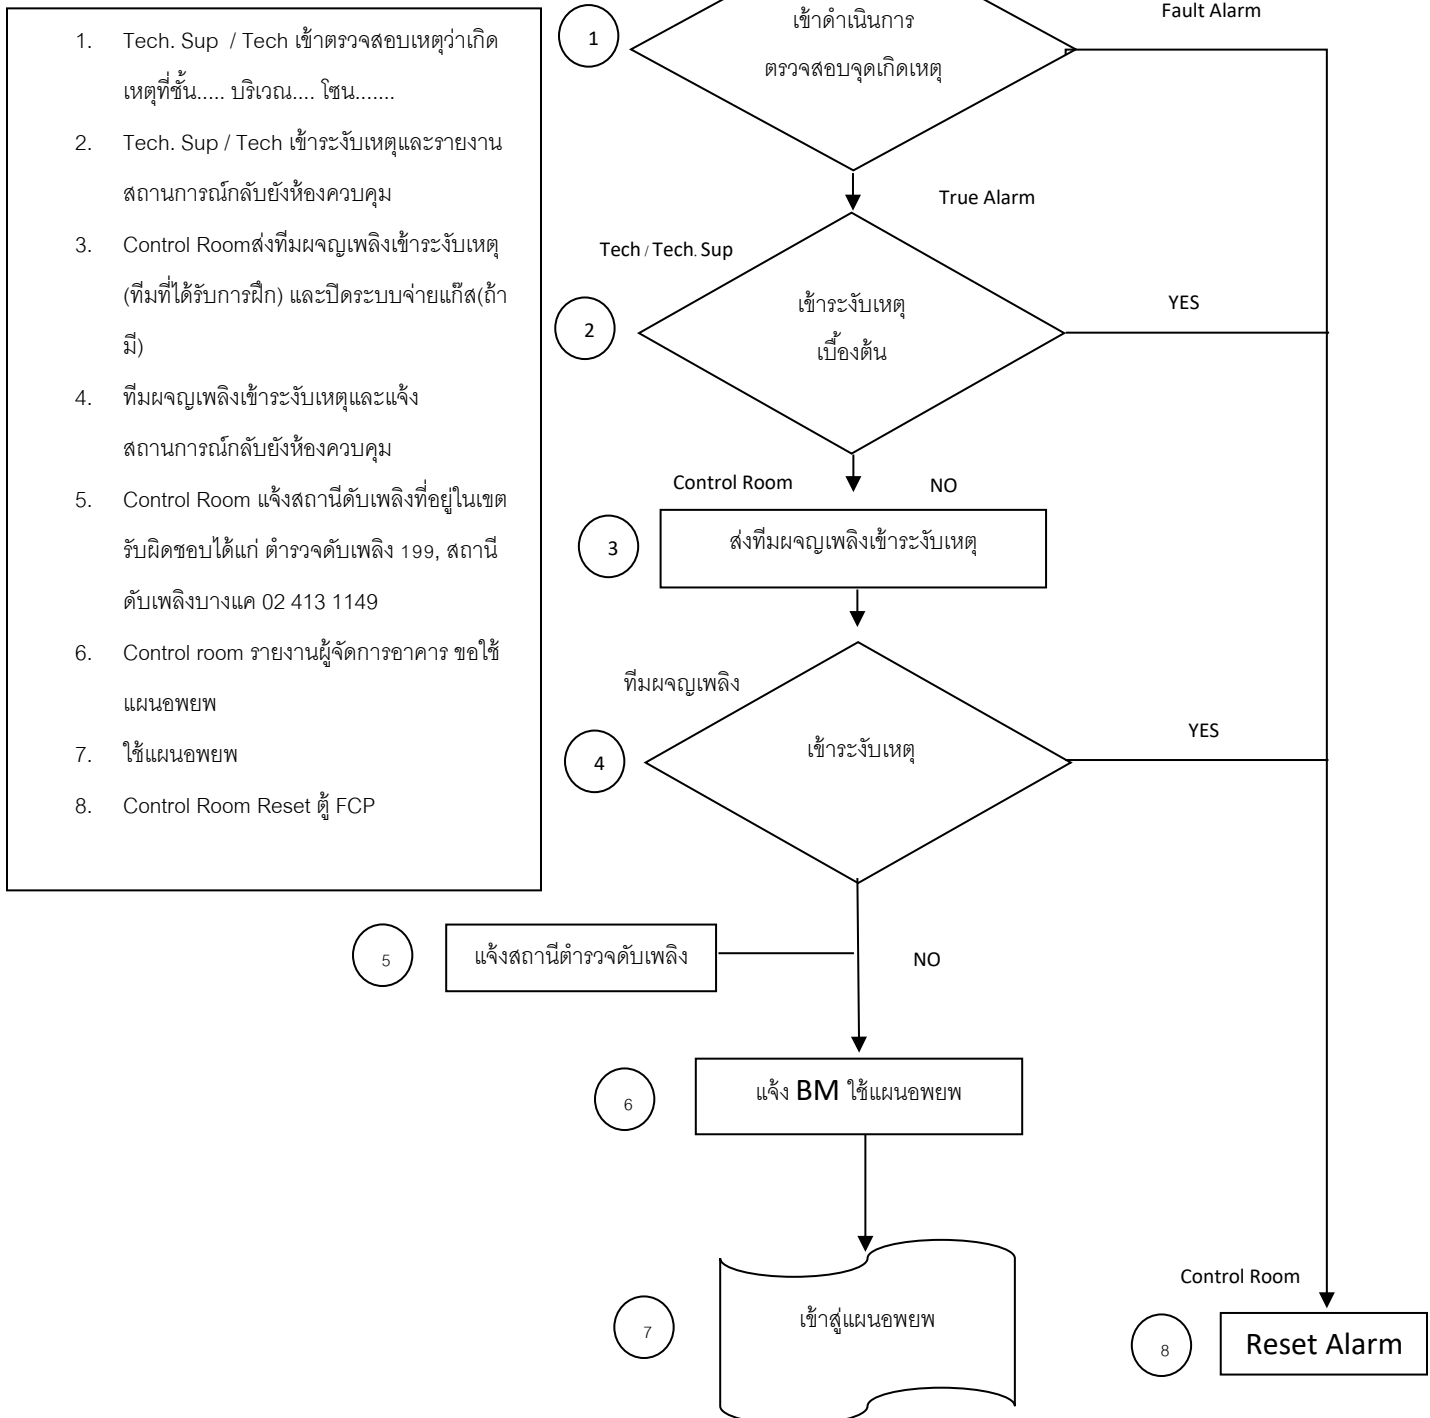 1. Tech. Sup / Tech เข้าตรวจสอบเหตุว่าเกิด
เหตุที่ชั้น..... บริเวณ.... โซน.......
2. Tech. Sup / Tech เข้าระงับเหตุและรายงาน
สถานการณ์กลับยังห้องควบคุม
3. Control Roomส่งทีมผจญเพลิงเข้าระงับเหตุ
(ทีมที่ได้รับการฝึก) และปิดระบบจ่ายแก๊ส(ถ้า
มี)
4. ทีมผจญเพลิงเข้าระงับเหตุและแจ้ง
สถานการณ์กลับยังห้องควบคุม
5. Control Room แจ้งสถานีดับเพลิงที่อยู่ในเขต
รับผิดชอบได้แก่ ตำรวจดับเพลิง 199, สถานี
ดับเพลิงบางแค 02 413 1149
6. Control room รายงานผู้จัดการอาคาร ขอใช้
แผนอพยพ
7. ใช้แผนอพยพ
8. Control Room Reset ตู้ FCP
1
เข้าดำเนินการ
ตรวจสอบจุดเกิดเหตุ
Fault Alarm
True Alarm
Tech / Tech. Sup
2
เข้าระงับเหตุ
เบื้องต้น
YES
Control Room
NO
3
ส่งทีมผจญเพลิงเข้าระงับเหตุ
ทีมผจญเพลิง
4
เข้าระงับเหตุ
YES
5
แจ้งสถานีตำรวจดับเพลิง
NO
6
แจ้ง BM ใช้แผนอพยพ
7
เข้าสู่แผนอพยพ
Control Room
8
Reset Alarm